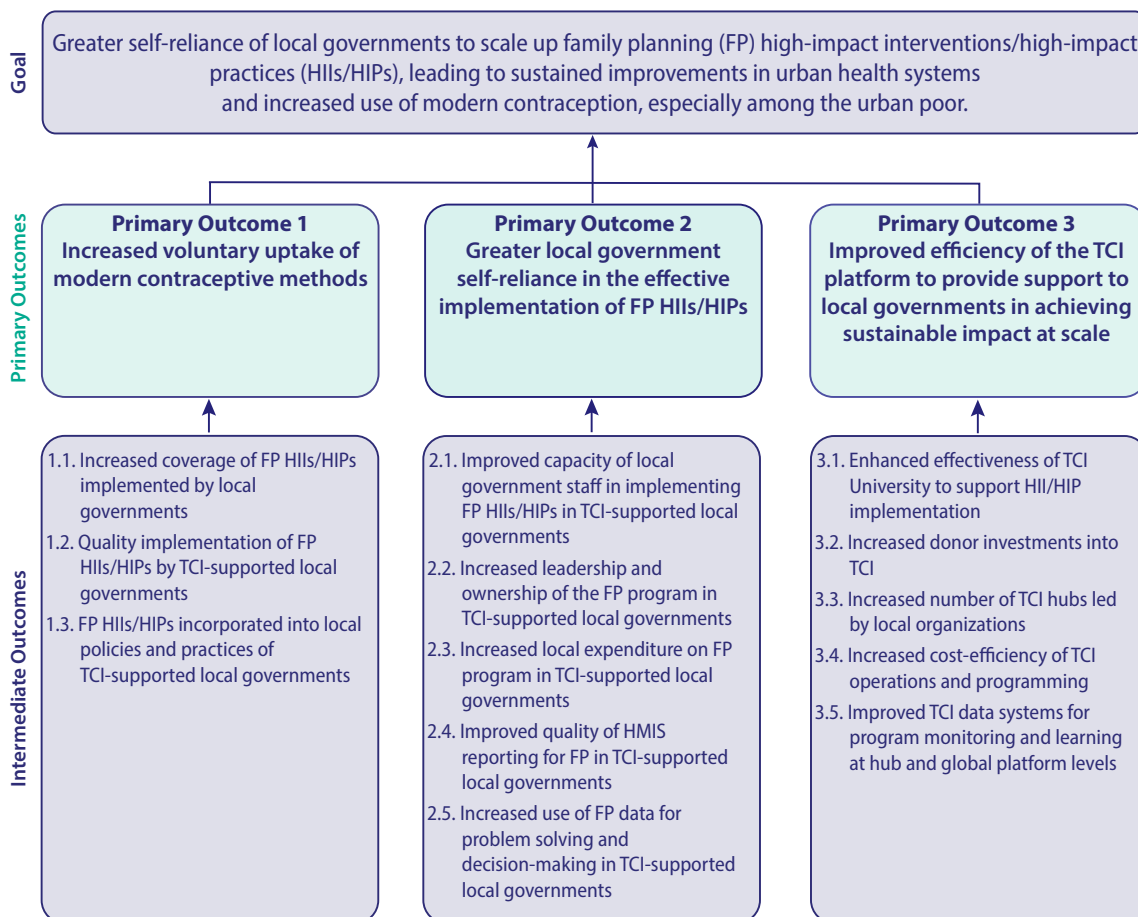 Goal
Greater self-reliance of local governments to scale up family planning (FP) high-impact interventions/high-impact
practices (HIIs/HIPs), leading to sustained improvements in urban health systems
and increased use of modern contraception, especially among the urban poor.
Primary Outcomes
Primary Outcome 1
Increased voluntary uptake of
modern contraceptive methods
Primary Outcome 2
Greater local government
self-reliance in the effective
implementation of FP HIIs/HIPs
Primary Outcome 3
Improved efficiency of the TCI
platform to provide support to
local governments in achieving
sustainable impact at scale
Intermediate Outcomes
1.1. Increased coverage of FP HIIs/HIPs
implemented by local
governments
1.2. Quality implementation of FP
HIIs/HIPs by TCI-supported local
governments
1.3. FP HIIs/HIPs incorporated into local
policies and practices of
TCI-supported local governments
2.1. Improved capacity of local
government staff in implementing
FP HIIs/HIPs in TCI-supported local
governments
2.2. Increased leadership and
ownership of the FP program in
TCI-supported local governments
2.3. Increased local expenditure on FP
program in TCI-supported local
governments
2.4. Improved quality of HMIS
reporting for FP in TCI-supported
local governments
2.5. Increased use of FP data for
problem solving and
decision-making in TCI-supported
local governments
3.1. Enhanced effectiveness of TCI
University to support HII/HIP
implementation
3.2. Increased donor investments into
TCI
3.3. Increased number of TCI hubs led
by local organizations
3.4. Increased cost-efficiency of TCI
operations and programming
3.5. Improved TCI data systems for
program monitoring and learning
at hub and global platform levels